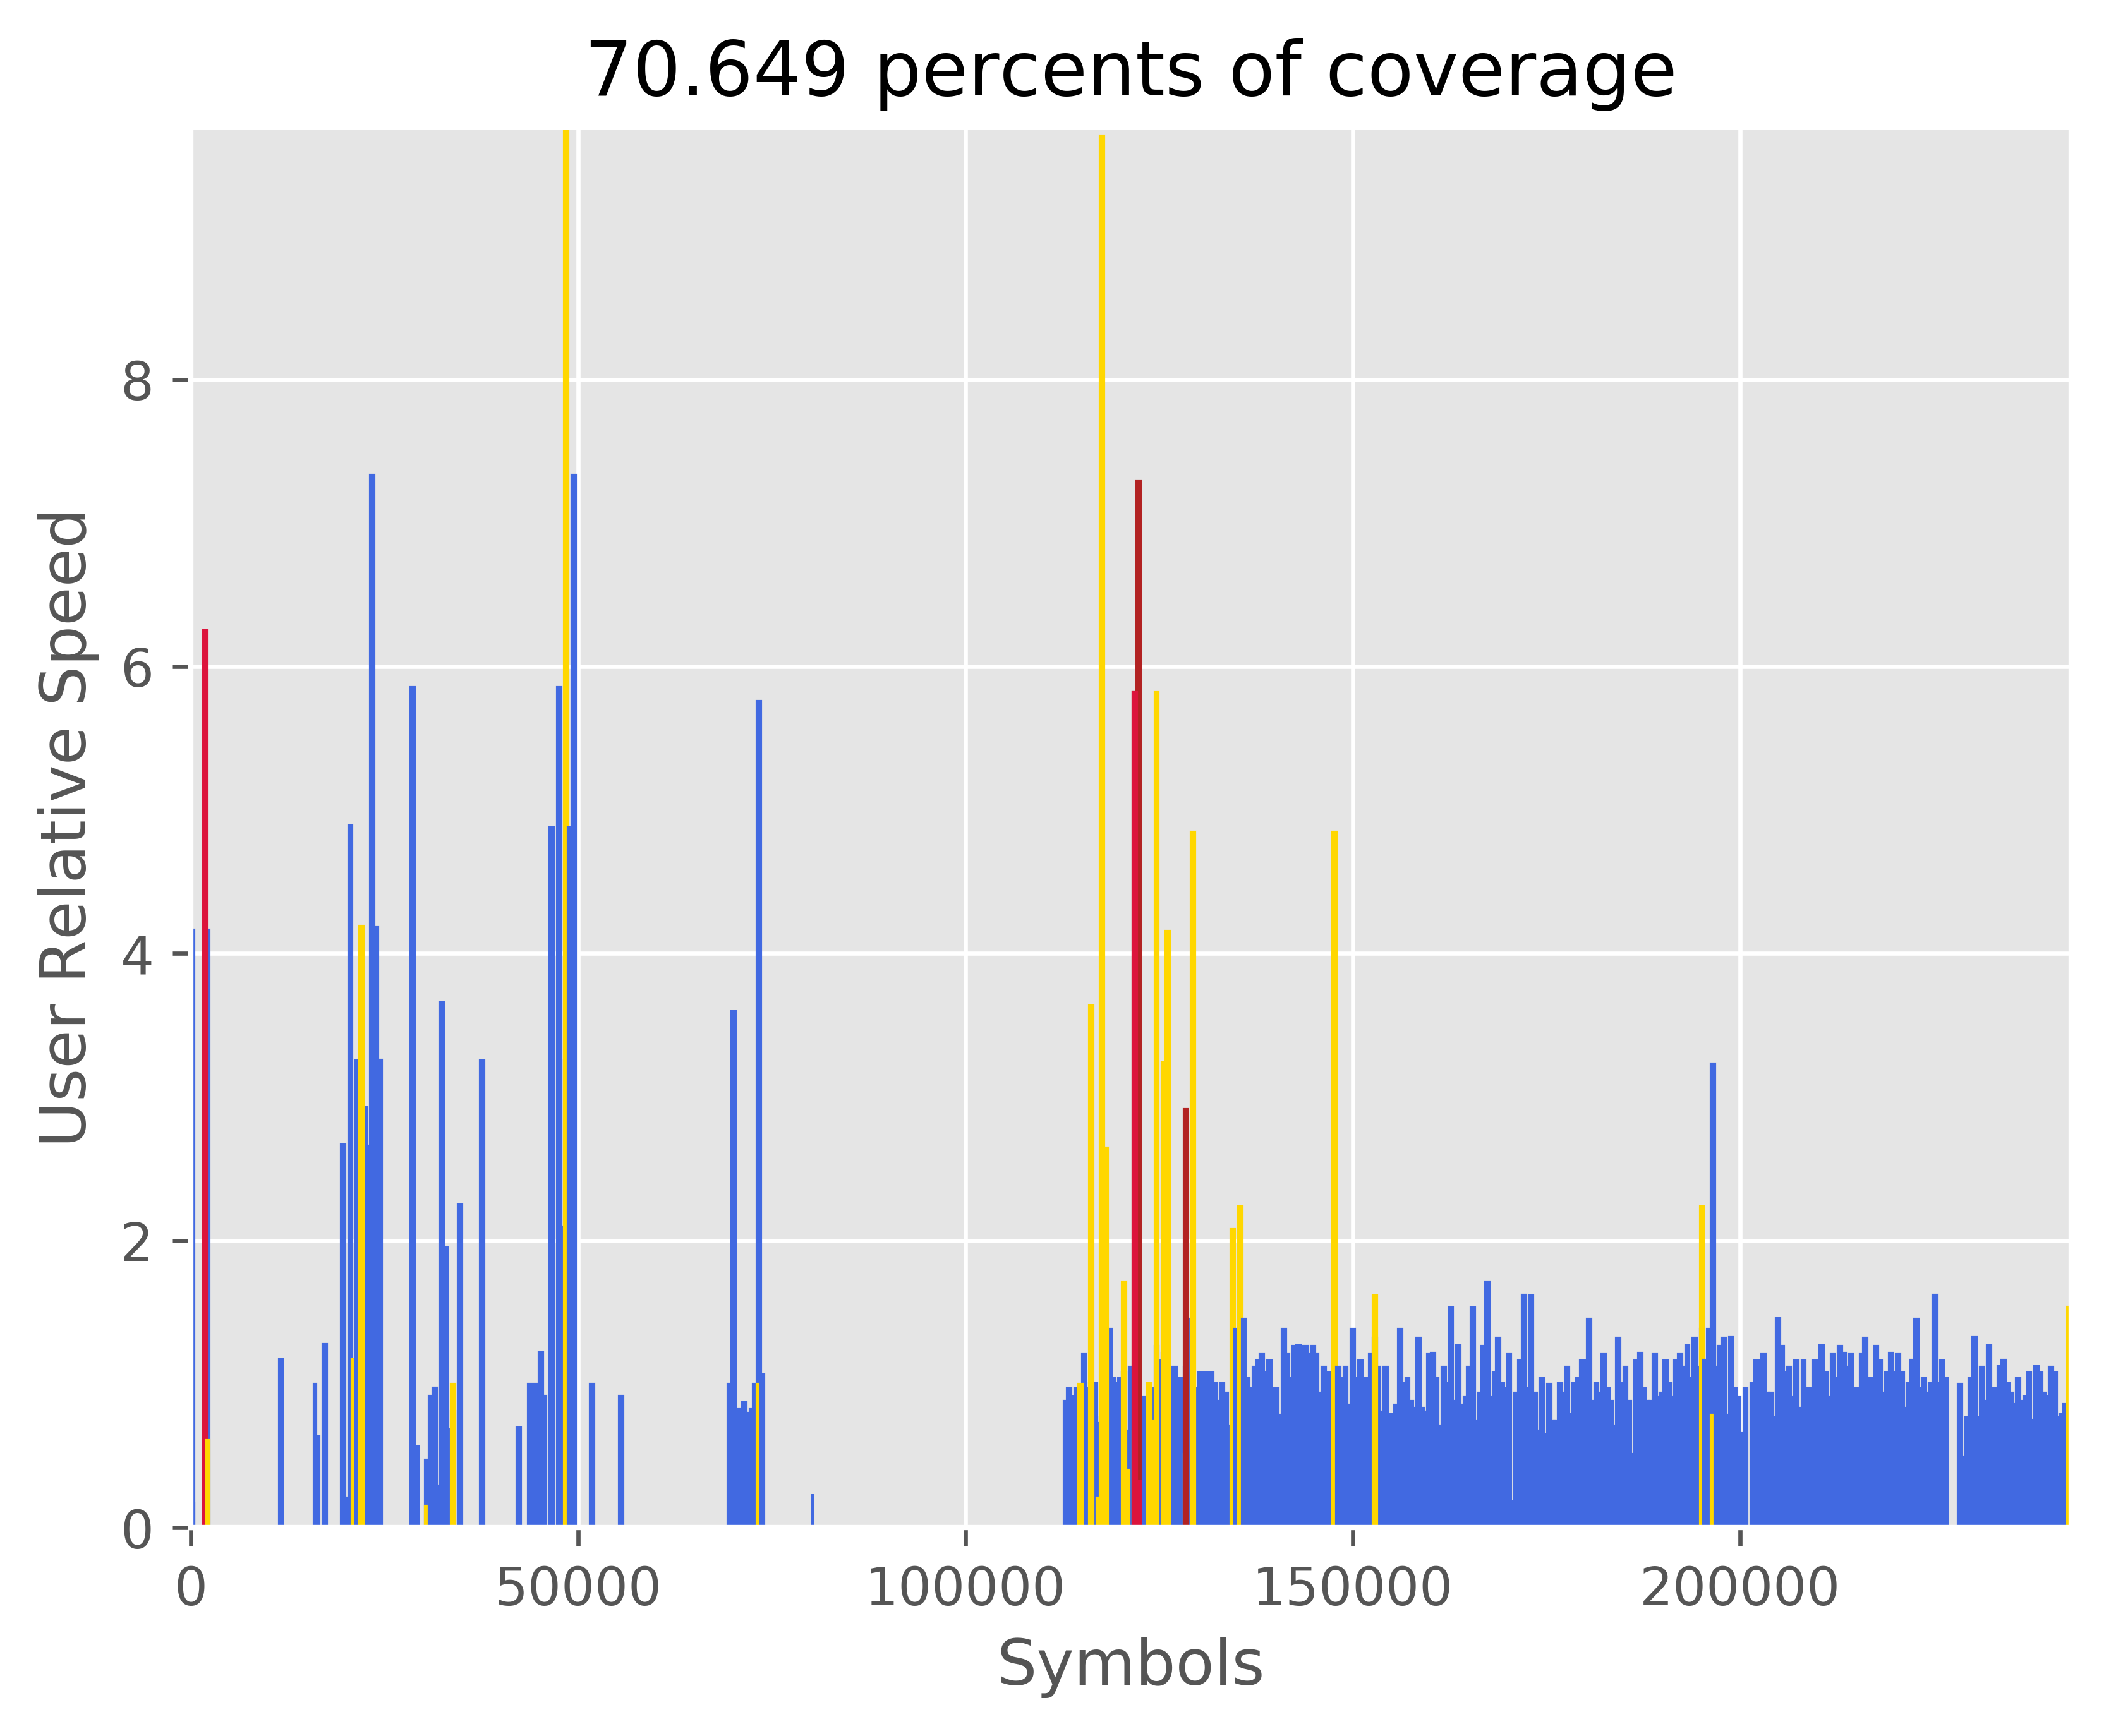 70.649 percents of coverage
User Relative Speed
8
6
4
2
0
0 50000 100000 150000 200000
Symbols